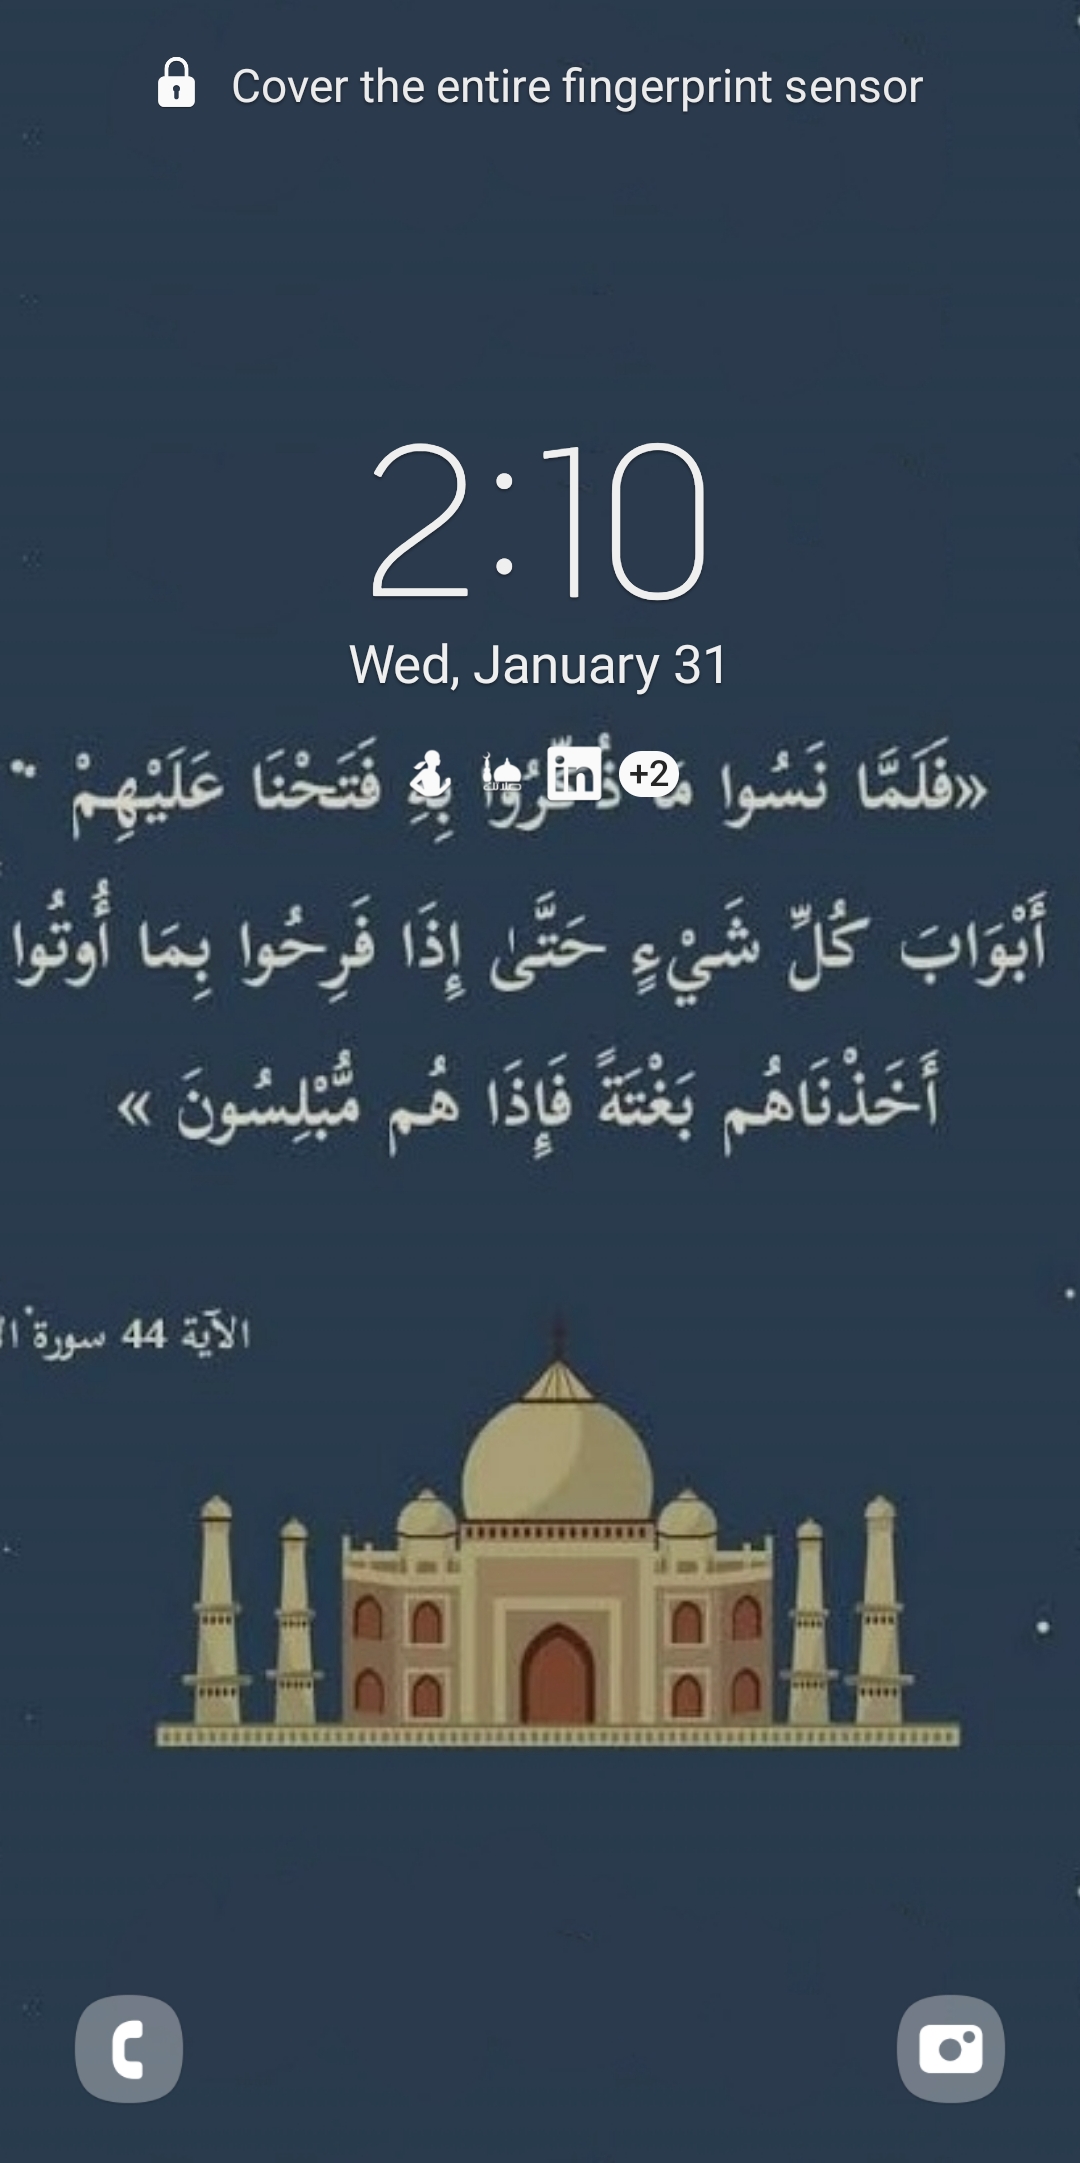 Cover the entire fingerprint sensor
2:10
Wed, January 31
+2
«فَلَمَّا نَسُوا مَا ذُكِّرُوا بِهِ فَتَحْنَا عَلَيْهِمْ
أَبْوَابَ كُلِّ شَيْءٍ حَتَّىٰ إِذَا فَرِحُوا بِمَا أُوتُوا
أَخَذْنَاهُم بَغْتَةً فَإِذَا هُم مُّبْلِسُونَ »
الآية 44 سورة